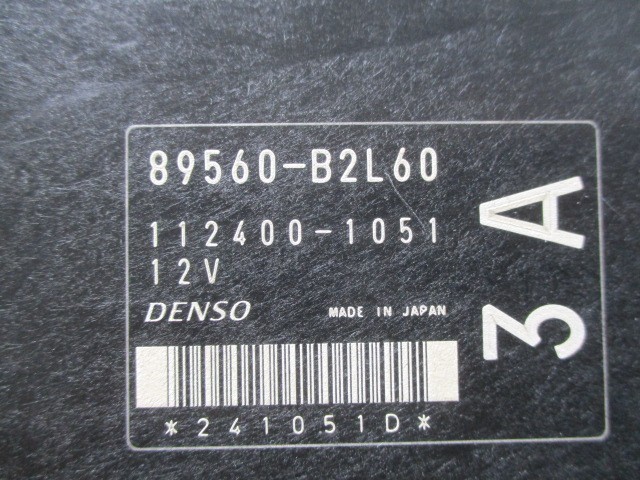 89560-B2L60
112400-1051
12V
DENSO MADE IN JAPAN
*241051D*
3A